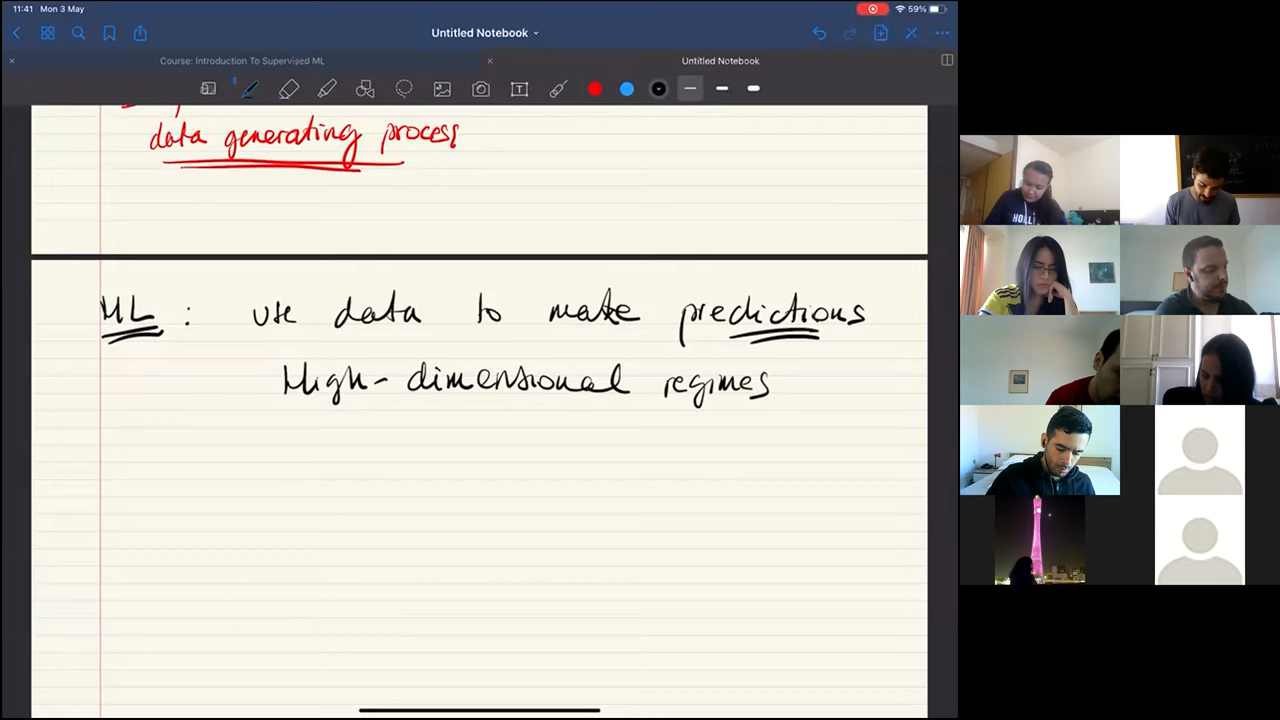 11:41 Mon 3 May
59%
Untitled Notebook
Course: Introduction To Supervised ML
Untitled Notebook
data generating process
ML : use data to make predictions
High-dimensional regimes
HOLL